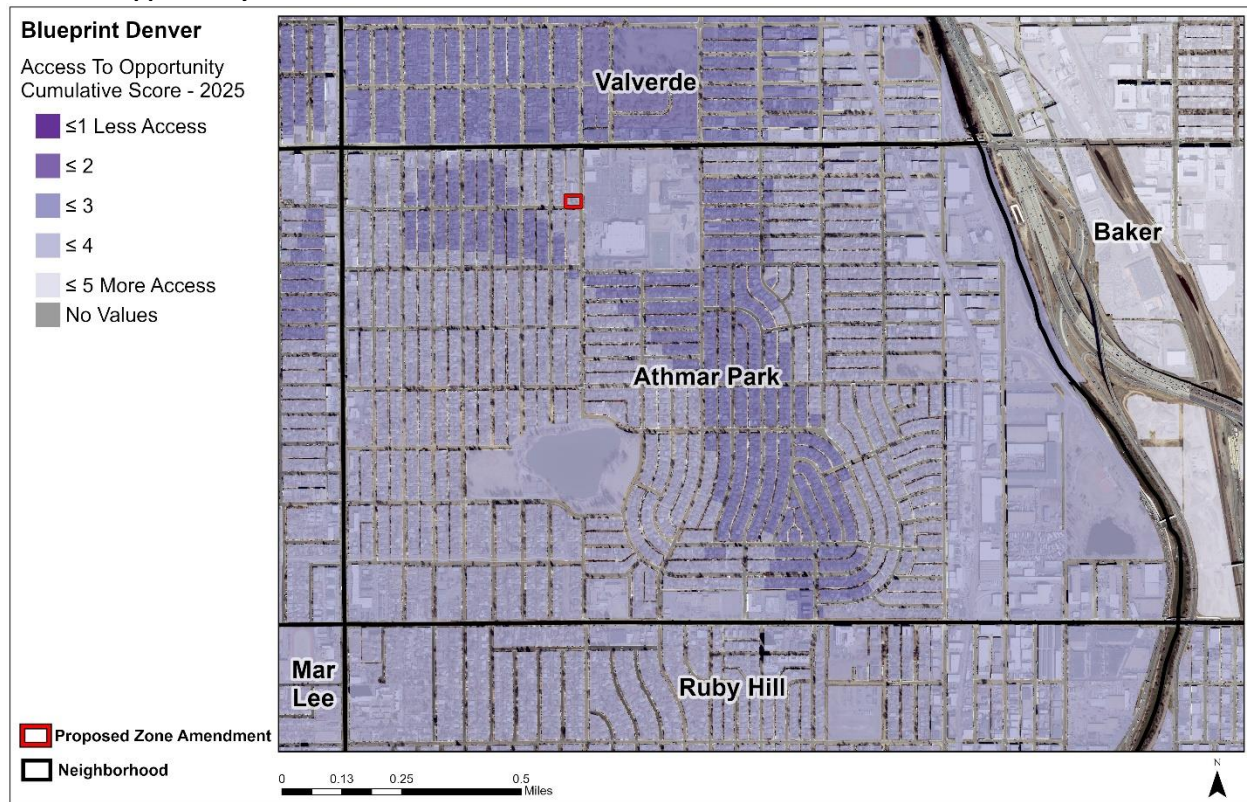 Blueprint Denver
Access To Opportunity
Cumulative Score - 2025
≤1 Less Access
≤ 2
≤ 3
≤ 4
≤ 5 More Access
No Values
Valverde
Baker
Athmar Park
Mar
Lee
Ruby Hill
Proposed Zone Amendment
Neighborhood
0 0.13 0.25 0.5
Miles
N